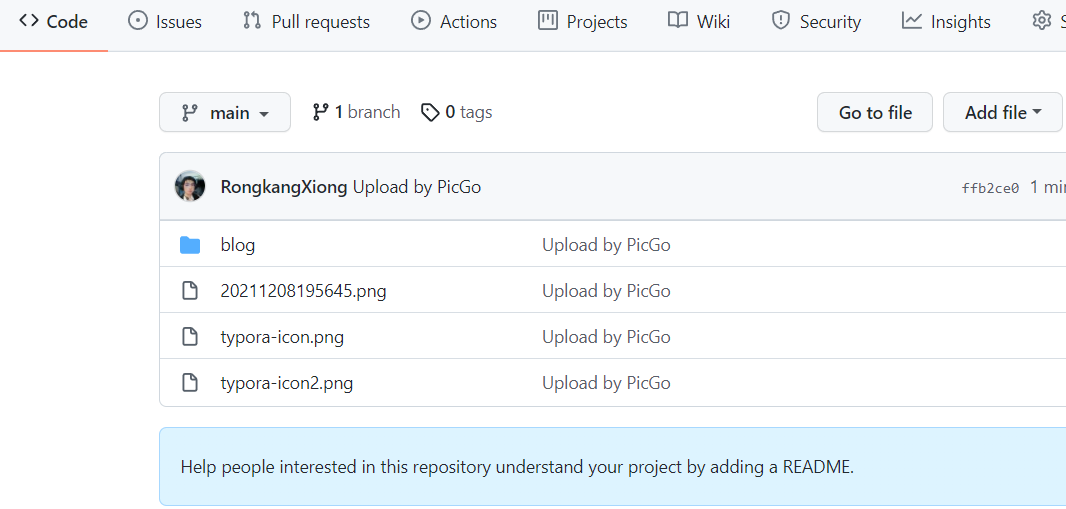 Code Issues Pull requests Actions Projects Wiki Security Insights
main 1 branch 0 tags Go to file Add file
RongkangXiong Upload by PicGo ffb2ce0 1
blog Upload by PicGo
20211208195645.png Upload by PicGo
typora-icon.png Upload by PicGo
typora-icon2.png Upload by PicGo
Help people interested in this repository understand your project by adding a README.